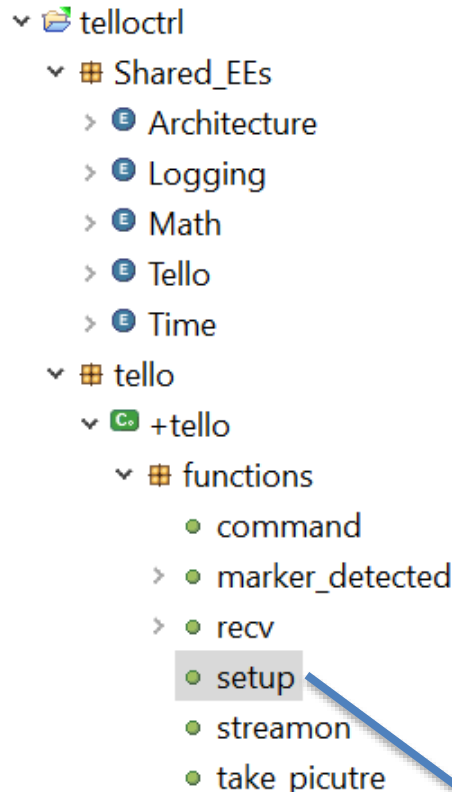 telloctrl
Shared_EEs
E Architecture
E Logging
E Math
E Tello
E Time
tello
C +tello
functions
command
marker_detected
recv
setup
streamon
take_picutre